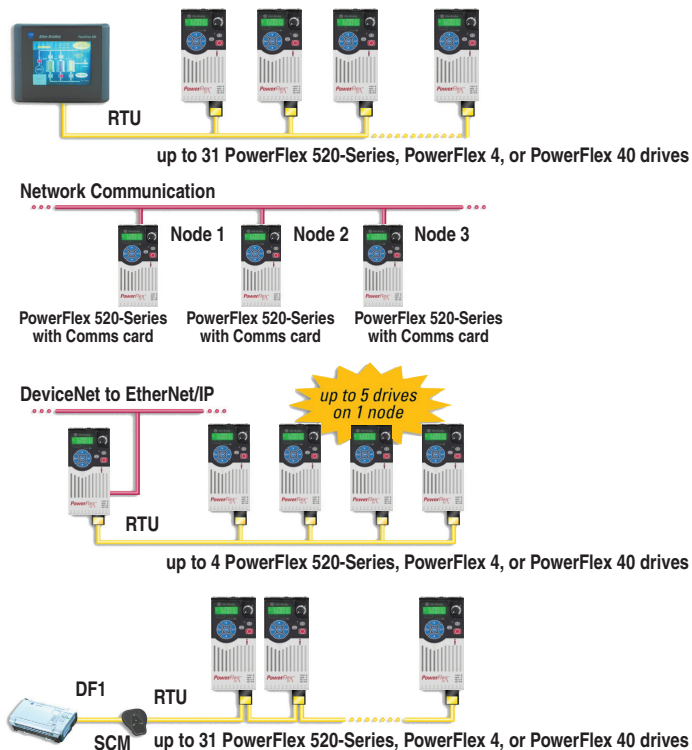 RTU
up to 31 PowerFlex 520-Series, PowerFlex 4, or PowerFlex 40 drives
Network Communication
Node 1
Node 2
Node 3
PowerFlex 520-Series
with Comms card
PowerFlex 520-Series
with Comms card
PowerFlex 520-Series
with Comms card
DeviceNet to EtherNet/IP
up to 5 drives
on 1 node
RTU
up to 4 PowerFlex 520-Series, PowerFlex 4, or PowerFlex 40 drives
DF1
RTU
SCM
up to 31 PowerFlex 520-Series, PowerFlex 4, or PowerFlex 40 drives